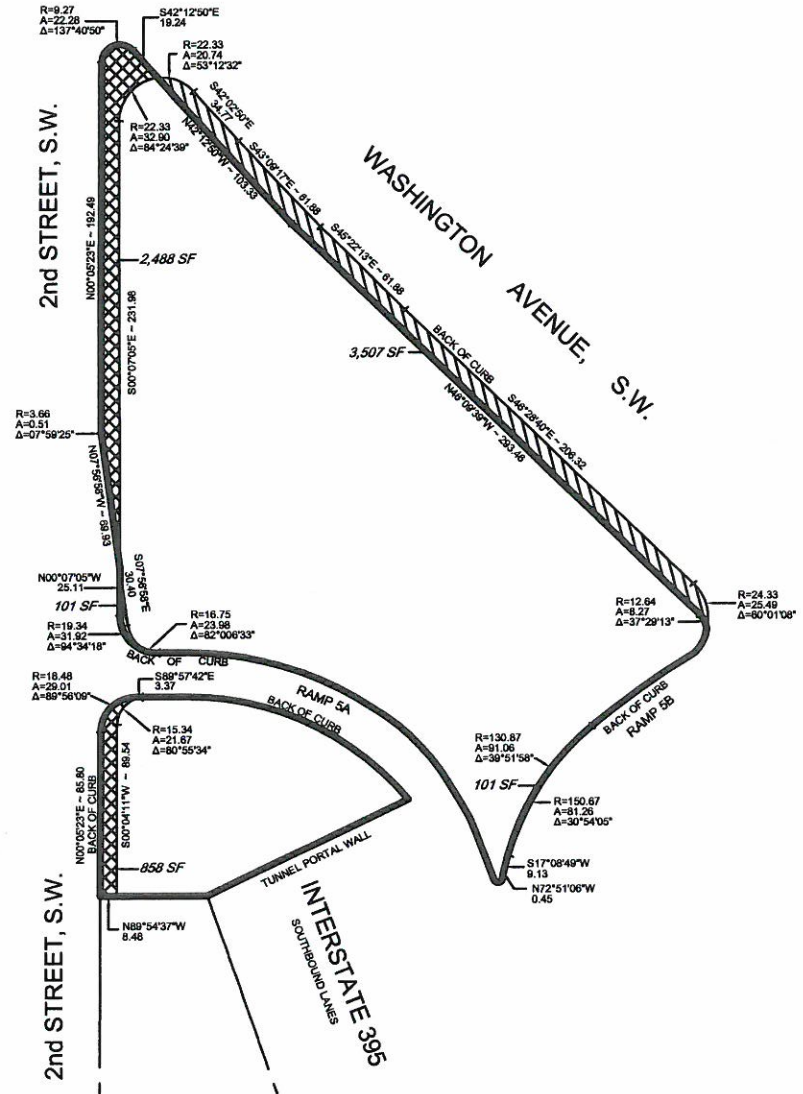 R=9.27
A=22.28
Δ=137°40'50"
S42°12'50"E
19.24
R=22.33
A=20.74
Δ=53°12'32"
S42°02'50"E
34.77
R=22.33
A=32.90
Δ=84°24'39"
N42°12'50"W ~ 103.33
S43°09'17"E ~ 61.88
S45°22'13"E ~ 61.88
WASHINGTON AVENUE, S.W.
2nd STREET, S.W.
N00°05'23"E ~ 192.49
2,488 SF
S00°07'05"E ~ 231.98
BACK OF CURB
3,507 SF
N46°09'39"W ~ 293.46
S46°28'40"E ~ 206.32
R=3.66
A=0.51
Δ=07°59'25"
N07°56'58"W ~ 69.93
S07°56'58"E
30.40
N00°07'05"W
25.11
101 SF
R=19.34
A=31.92
Δ=94°34'18"
R=16.75
A=23.98
Δ=82°006'33"
R=12.64
A=8.27
Δ=37°29'13"
R=24.33
A=25.49
Δ=60°01'08"
BACK OF CURB
RAMP 5A
BACK OF CURB
RAMP 5B
R=18.48
A=29.01
Δ=89°56'09"
S89°57'42"E
3.37
BACK OF CURB
R=15.34
A=21.67
Δ=80°55'34"
R=130.87
A=91.06
Δ=39°51'58"
101 SF
R=150.67
A=81.26
Δ=30°54'05"
N00°05'23"E ~ 85.80
BACK OF CURB
S00°04'11"W ~ 89.54
858 SF
TUNNEL PORTAL WALL
S17°08'49"W
9.13
N72°51'06"W
0.45
N89°54'37"W
8.48
INTERSTATE 395
SOUTHBOUND LANES
2nd STREET, S.W.